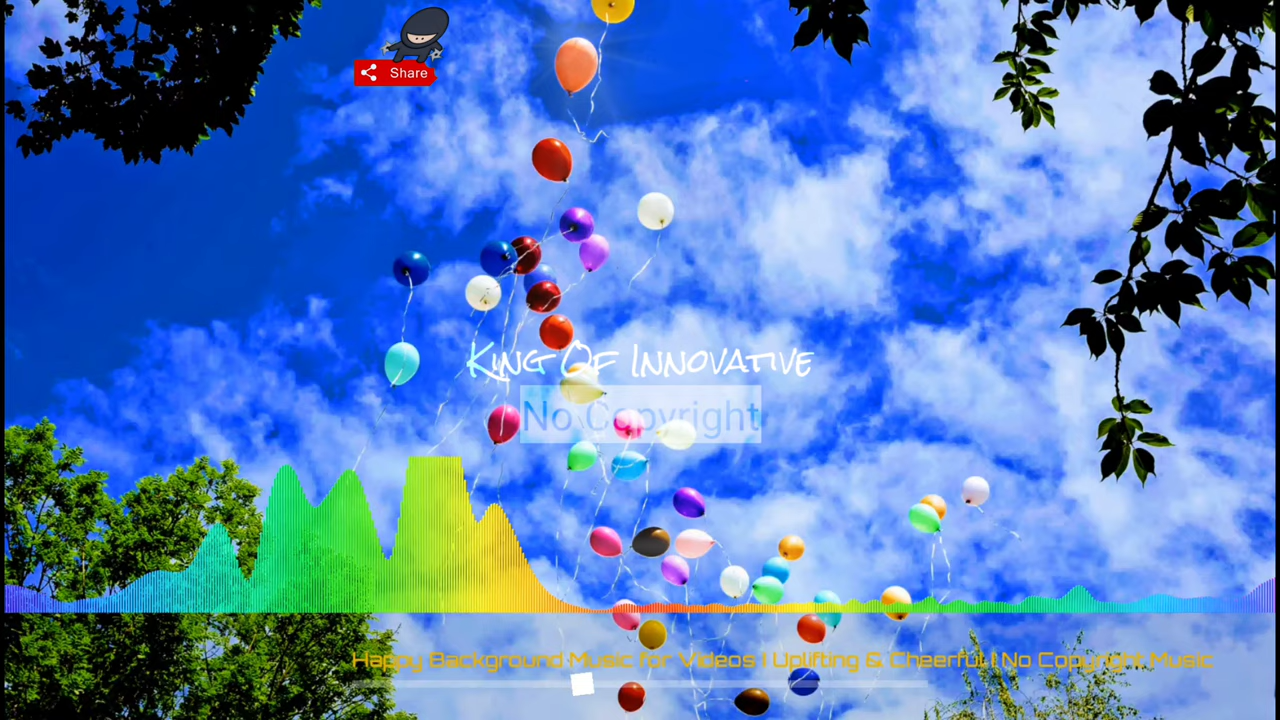 Share
King Of Innovative
No Copyright
Happy Background Music for Videos | Uplifting & Cheerful | No Copyright Music